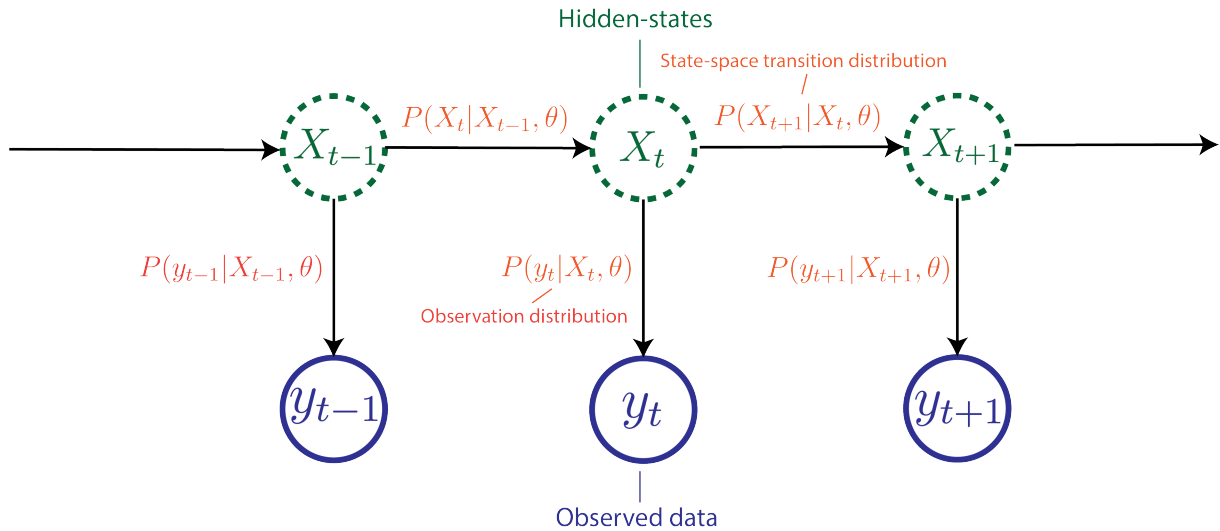 Hidden-states
State-space transition distribution
P(X_t|X_{t−1}, θ)
P(X_{t+1}|X_t, θ)
X_{t−1}
X_t
X_{t+1}
P(y_{t−1}|X_{t−1}, θ)
P(y_t|X_t, θ)
P(y_{t+1}|X_{t+1}, θ)
Observation distribution
y_{t−1}
y_t
y_{t+1}
Observed data